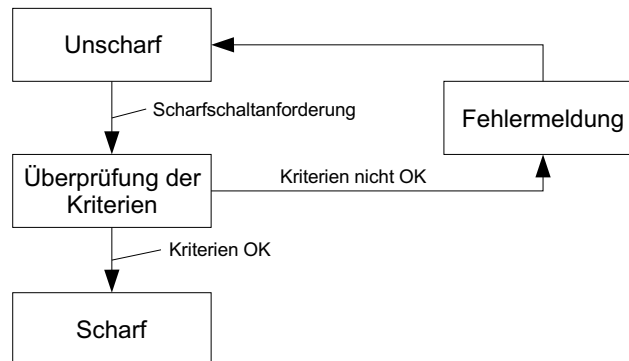 Unscharf
Scharfschaltanforderung
Fehlermeldung
Überprüfung der
Kriterien
Kriterien nicht OK
Kriterien OK
Scharf